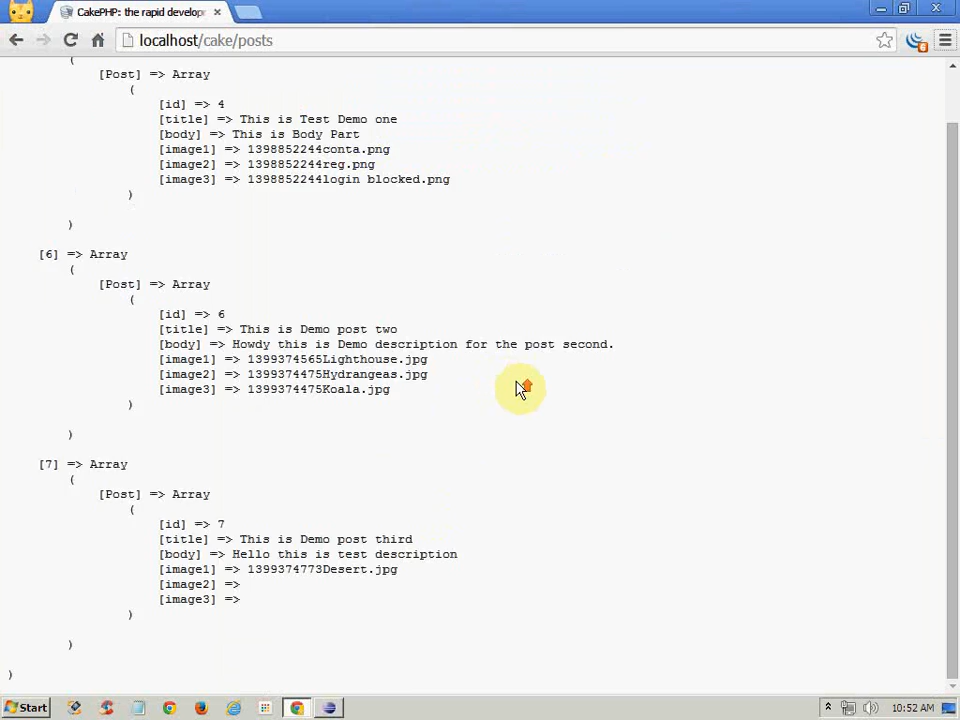 CakePHP: the rapid develop
localhost/cake/posts
(
[Post] => Array
(
[id] => 4
[title] => This is Test Demo one
[body] => This is Body Part
[image1] => 1398852244conta.png
[image2] => 1398852244reg.png
[image3] => 1398852244login blocked.png
)
)
[6] => Array
(
[Post] => Array
(
[id] => 6
[title] => This is Demo post two
[body] => Howdy this is Demo description for the post second.
[image1] => 1399374565Lighthouse.jpg
[image2] => 1399374475Hydrangeas.jpg
[image3] => 1399374475Koala.jpg
)
)
[7] => Array
(
[Post] => Array
(
[id] => 7
[title] => This is Demo post third
[body] => Hello this is test description
[image1] => 1399374773Desert.jpg
[image2] =>
[image3] =>
)
)
)
Start
10:52 AM